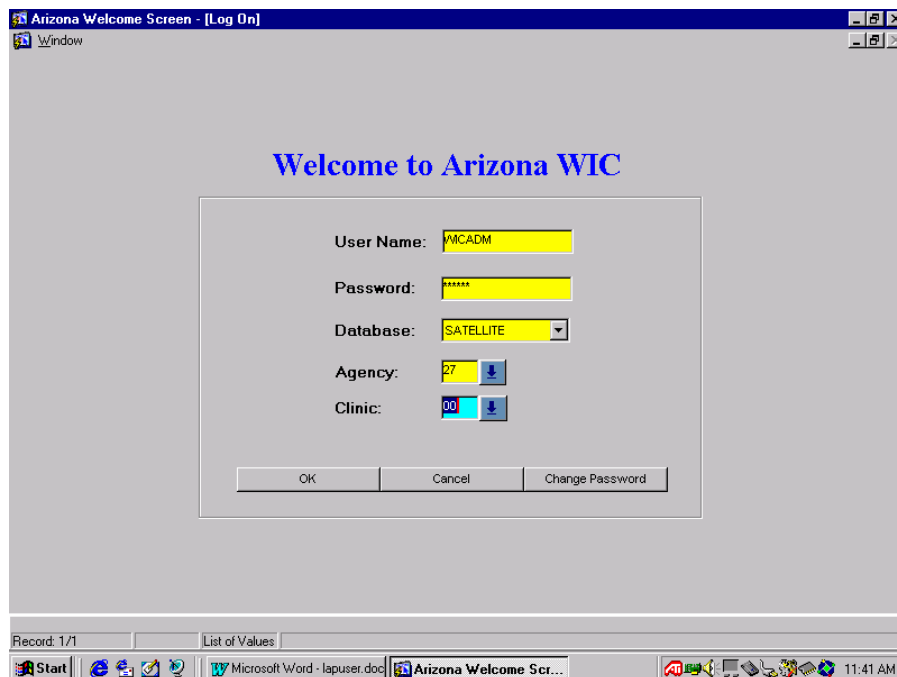 Arizona Welcome Screen - [Log On]
Window
Welcome to Arizona WIC
User Name: WICADM
Password: ******
Database: SATELLITE
Agency: 27
Clinic: 00
OK Cancel Change Password
Record: 1/1 List of Values
Start Microsoft Word - lapuser.doc Arizona Welcome Scr... 11:41 AM